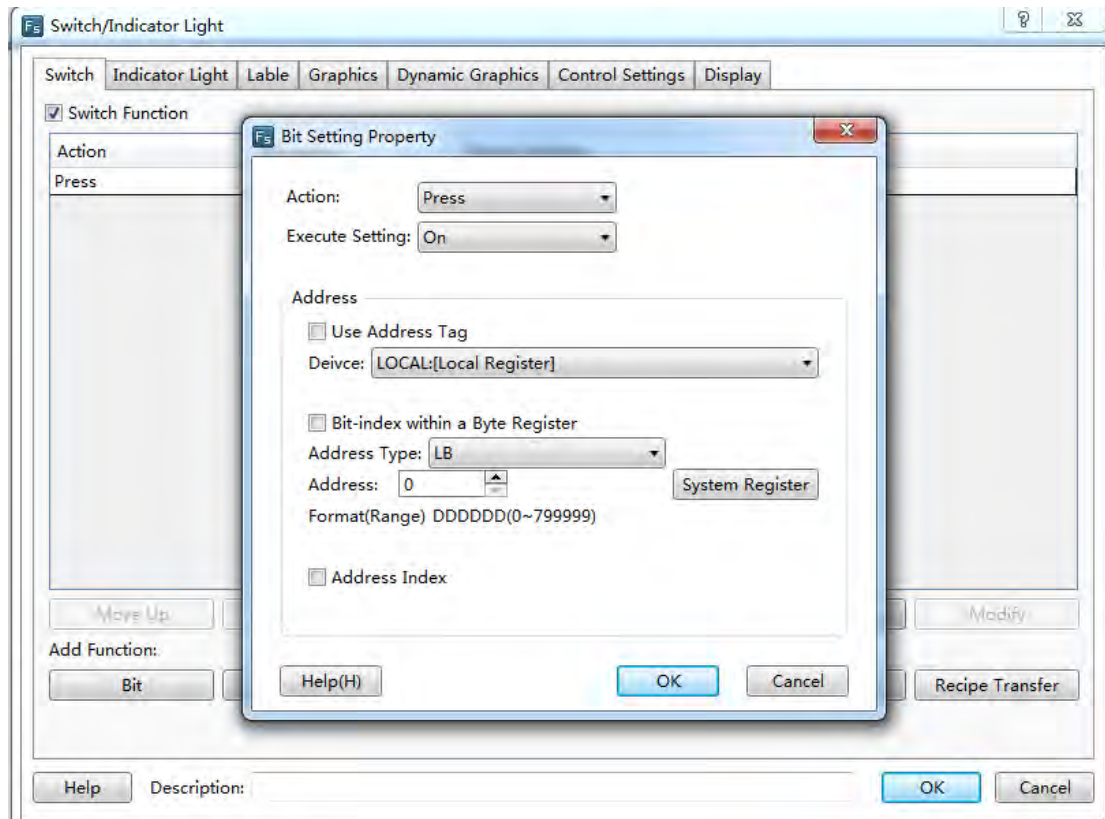 Fs Switch/Indicator Light
Switch Indicator Light Lable Graphics Dynamic Graphics Control Settings Display
Switch Function
Action
Press
Fs Bit Setting Property
Action: Press
Execute Setting: On
Address
Use Address Tag
Deivce: LOCAL:[Local Register]
Bit-index within a Byte Register
Address Type: LB
Address: 0 System Register
Format(Range) DDDDDD(0~799999)
Address Index
Move Up Modify
Add Function:
Bit Recipe Transfer
Help(H) OK Cancel
Help Description: OK Cancel